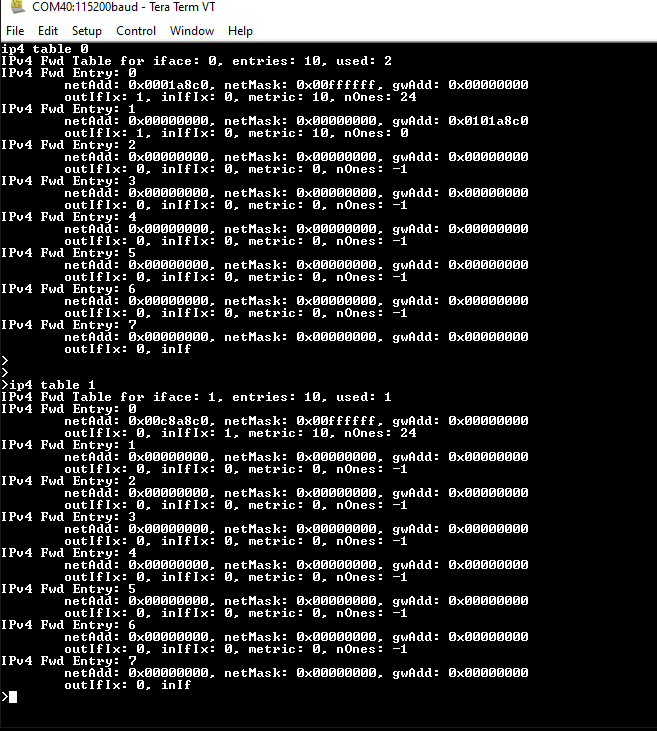 COM40:115200baud - Tera Term VT
File Edit Setup Control Window Help
ip4 table 0
IPv4 Fwd Table for iface: 0, entries: 10, used: 2
IPv4 Fwd Entry: 0
netAdd: 0x0001a8c0, netMask: 0x00ffffff, gwAdd: 0x00000000
outIfIx: 1, inIfIx: 0, metric: 10, nOnes: 24
IPv4 Fwd Entry: 1
netAdd: 0x00000000, netMask: 0x00000000, gwAdd: 0x0101a8c0
outIfIx: 1, inIfIx: 0, metric: 10, nOnes: 0
IPv4 Fwd Entry: 2
netAdd: 0x00000000, netMask: 0x00000000, gwAdd: 0x00000000
outIfIx: 0, inIfIx: 0, metric: 0, nOnes: -1
IPv4 Fwd Entry: 3
netAdd: 0x00000000, netMask: 0x00000000, gwAdd: 0x00000000
outIfIx: 0, inIfIx: 0, metric: 0, nOnes: -1
IPv4 Fwd Entry: 4
netAdd: 0x00000000, netMask: 0x00000000, gwAdd: 0x00000000
outIfIx: 0, inIfIx: 0, metric: 0, nOnes: -1
IPv4 Fwd Entry: 5
netAdd: 0x00000000, netMask: 0x00000000, gwAdd: 0x00000000
outIfIx: 0, inIfIx: 0, metric: 0, nOnes: -1
IPv4 Fwd Entry: 6
netAdd: 0x00000000, netMask: 0x00000000, gwAdd: 0x00000000
outIfIx: 0, inIfIx: 0, metric: 0, nOnes: -1
IPv4 Fwd Entry: 7
netAdd: 0x00000000, netMask: 0x00000000, gwAdd: 0x00000000
outIfIx: 0, inIf
>
>
>ip4 table 1
IPv4 Fwd Table for iface: 1, entries: 10, used: 1
IPv4 Fwd Entry: 0
netAdd: 0x00c8a8c0, netMask: 0x00ffffff, gwAdd: 0x00000000
outIfIx: 0, inIfIx: 1, metric: 10, nOnes: 24
IPv4 Fwd Entry: 1
netAdd: 0x00000000, netMask: 0x00000000, gwAdd: 0x00000000
outIfIx: 0, inIfIx: 0, metric: 0, nOnes: -1
IPv4 Fwd Entry: 2
netAdd: 0x00000000, netMask: 0x00000000, gwAdd: 0x00000000
outIfIx: 0, inIfIx: 0, metric: 0, nOnes: -1
IPv4 Fwd Entry: 3
netAdd: 0x00000000, netMask: 0x00000000, gwAdd: 0x00000000
outIfIx: 0, inIfIx: 0, metric: 0, nOnes: -1
IPv4 Fwd Entry: 4
netAdd: 0x00000000, netMask: 0x00000000, gwAdd: 0x00000000
outIfIx: 0, inIfIx: 0, metric: 0, nOnes: -1
IPv4 Fwd Entry: 5
netAdd: 0x00000000, netMask: 0x00000000, gwAdd: 0x00000000
outIfIx: 0, inIfIx: 0, metric: 0, nOnes: -1
IPv4 Fwd Entry: 6
netAdd: 0x00000000, netMask: 0x00000000, gwAdd: 0x00000000
outIfIx: 0, inIfIx: 0, metric: 0, nOnes: -1
IPv4 Fwd Entry: 7
netAdd: 0x00000000, netMask: 0x00000000, gwAdd: 0x00000000
outIfIx: 0, inIf
>